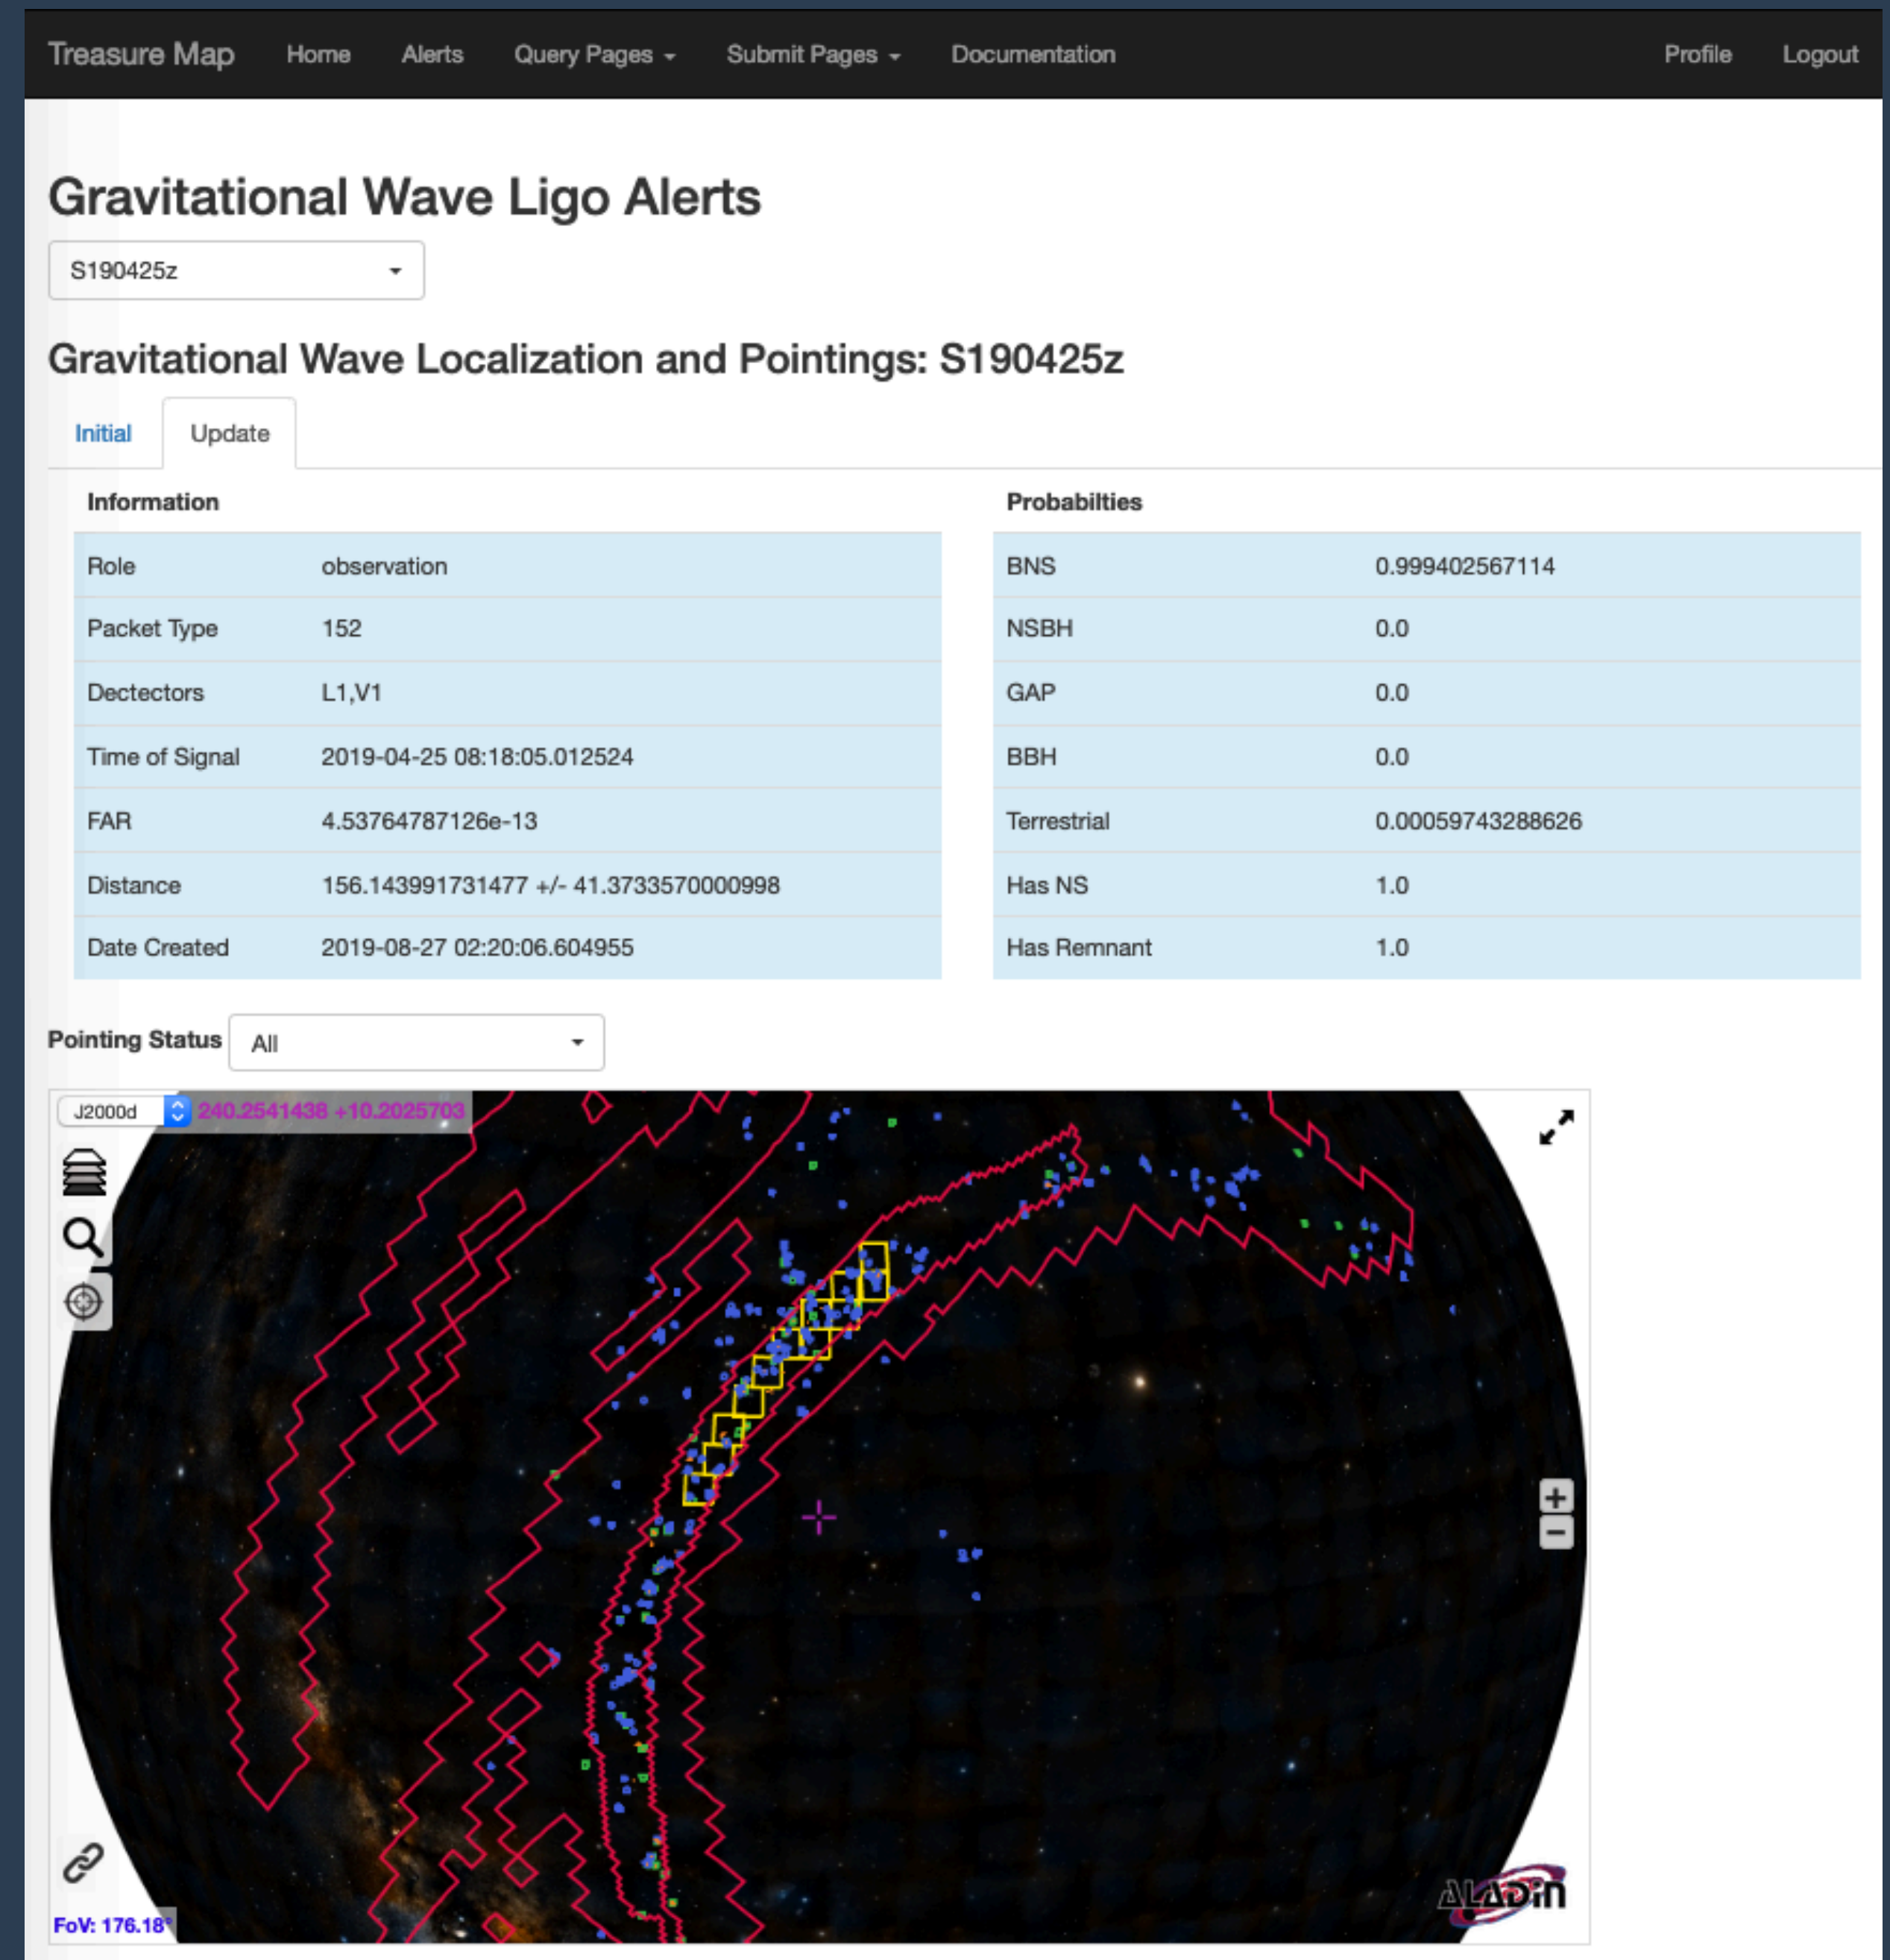 Treasure Map Home Alerts Query Pages Submit Pages Documentation Profile Logout
Gravitational Wave Ligo Alerts
S190425z
Gravitational Wave Localization and Pointings: S190425z
Initial Update
Information Probabilties
Role observation BNS 0.999402567114
Packet Type 152 NSBH 0.0
Dectectors L1,V1 GAP 0.0
Time of Signal 2019-04-25 08:18:05.012524 BBH 0.0
FAR 4.53764787126e-13 Terrestrial 0.00059743288626
Distance 156.143991731477 +/- 41.3733570000998 Has NS 1.0
Date Created 2019-08-27 02:20:06.604955 Has Remnant 1.0
Pointing Status All
J2000d 240.2541438 +10.2025703
+
−
ALADiN
FoV: 176.18°